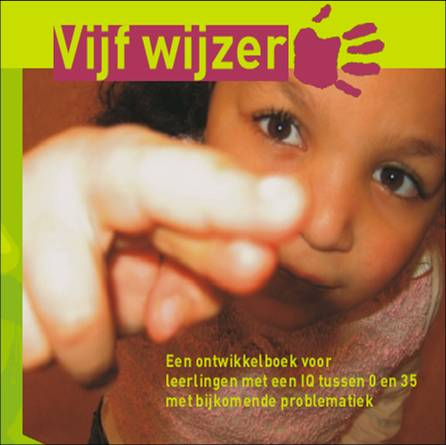 Vijf wijzer
Een ontwikkelboek voor
leerlingen met een IQ tussen 0 en 35
met bijkomende problematiek